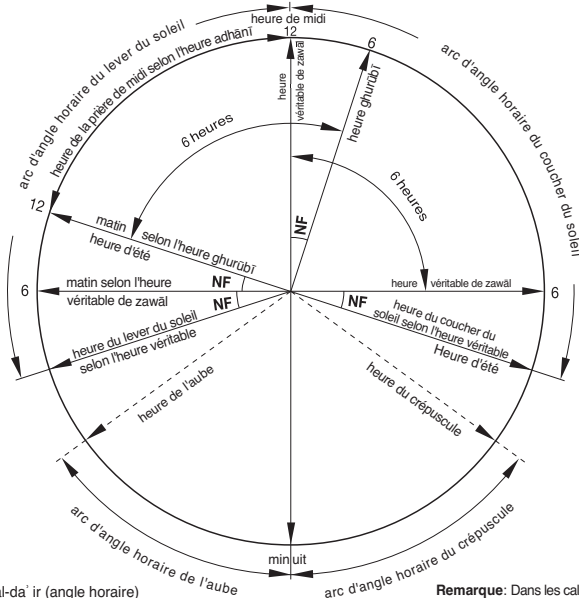 heure de midi
12
6
arc d'angle horaire du lever du soleil
heure de la prière de midi selon l'heure adhānī
heure
véritable de zawāl
heure ghurūbī
arc d'angle horaire du coucher du soleil
6 heures
6 heures
NF
12
matin selon l'heure ghurūbī
heure d'été
6
matin selon l'heure
véritable de zawāl
NF
NF
heure véritable de zawāl
6
NF
heure du lever du soleil
selon l'heure véritable
heure du coucher du
soleil selon l'heure véritable
Heure d'été
heure de l'aube
heure du crépuscule
arc d'angle horaire de l'aube
minuit
arc d'angle horaire du crépuscule
al-da' ir (angle horaire)
Remarque: Dans les cal